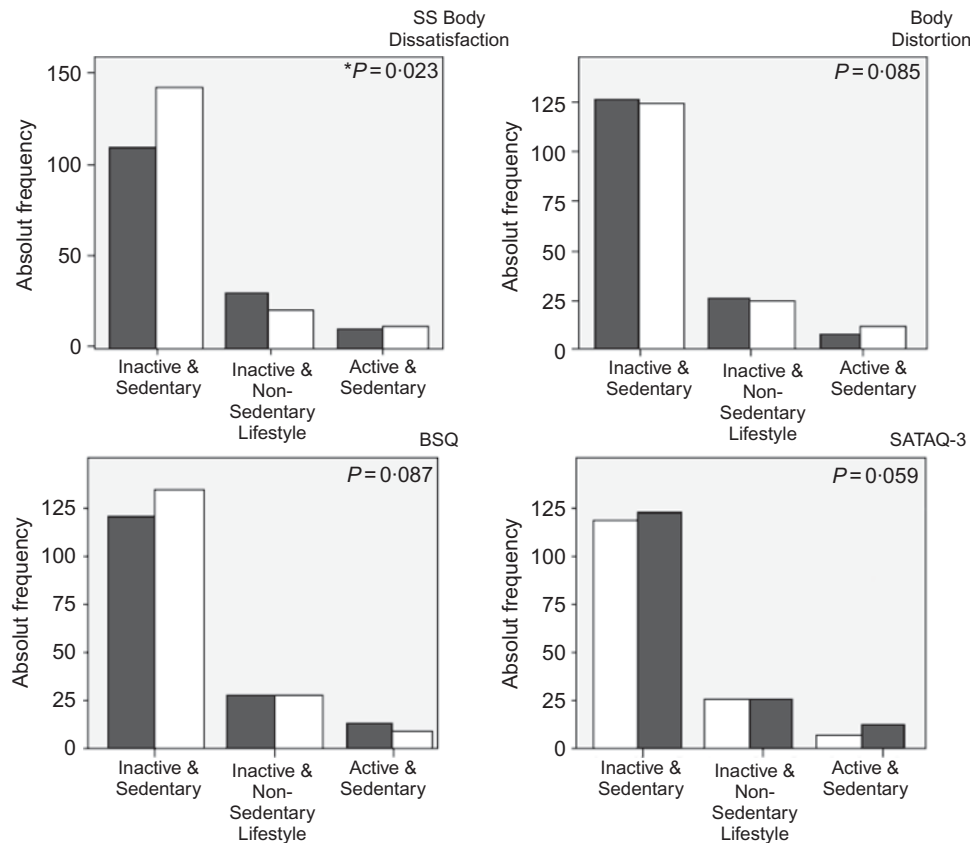 SS Body
Dissatisfaction
*P=0·023
Absolut frequency
150
100
50
0
Inactive &
Sedentary
Inactive &
Non-
Sedentary
Lifestyle
Active &
Sedentary
Body
Distortion
P=0·085
Absolut frequency
125
100
75
50
25
0
Inactive &
Sedentary
Inactive &
Non-
Sedentary
Lifestyle
Active &
Sedentary
BSQ
P=0·087
Absolut frequency
125
100
75
50
25
0
Inactive &
Sedentary
Inactive &
Non-
Sedentary
Lifestyle
Active &
Sedentary
SATAQ-3
P=0·059
Absolut frequency
125
100
75
50
25
0
Inactive &
Sedentary
Inactive &
Non-
Sedentary
Lifestyle
Active &
Sedentary